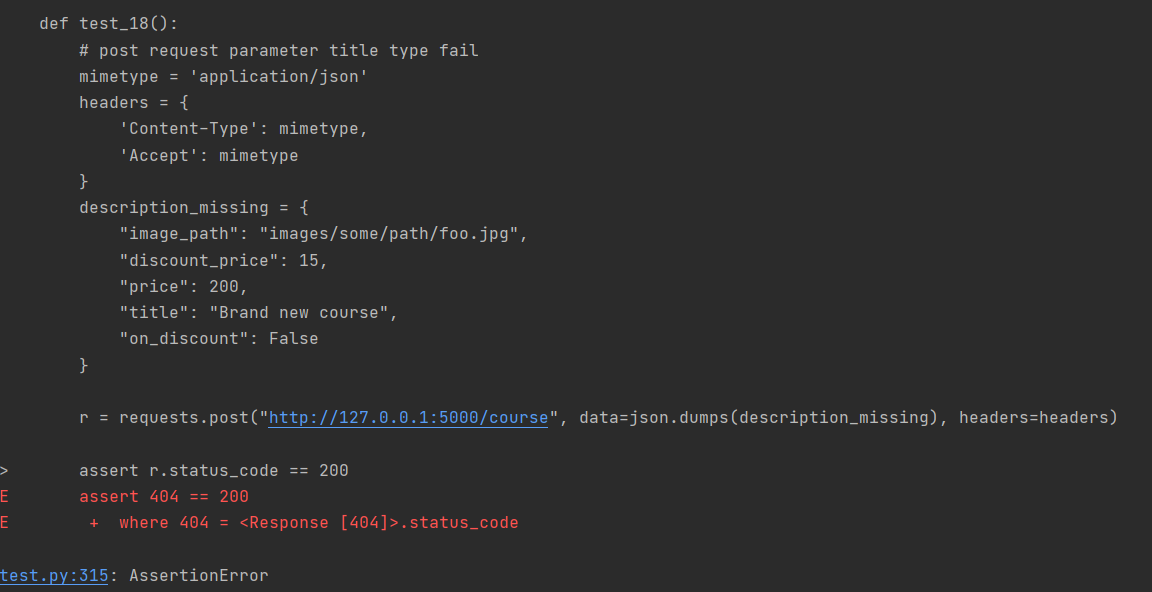 def test_18():
# post request parameter title type fail
mimetype = 'application/json'
headers = {
'Content-Type': mimetype,
'Accept': mimetype
}
description_missing = {
"image_path": "images/some/path/foo.jpg",
"discount_price": 15,
"price": 200,
"title": "Brand new course",
"on_discount": False
}
r = requests.post("http://127.0.0.1:5000/course", data=json.dumps(description_missing), headers=headers)
> assert r.status_code == 200
E assert 404 == 200
E + where 404 = <Response [404]>.status_code
test.py:315: AssertionError